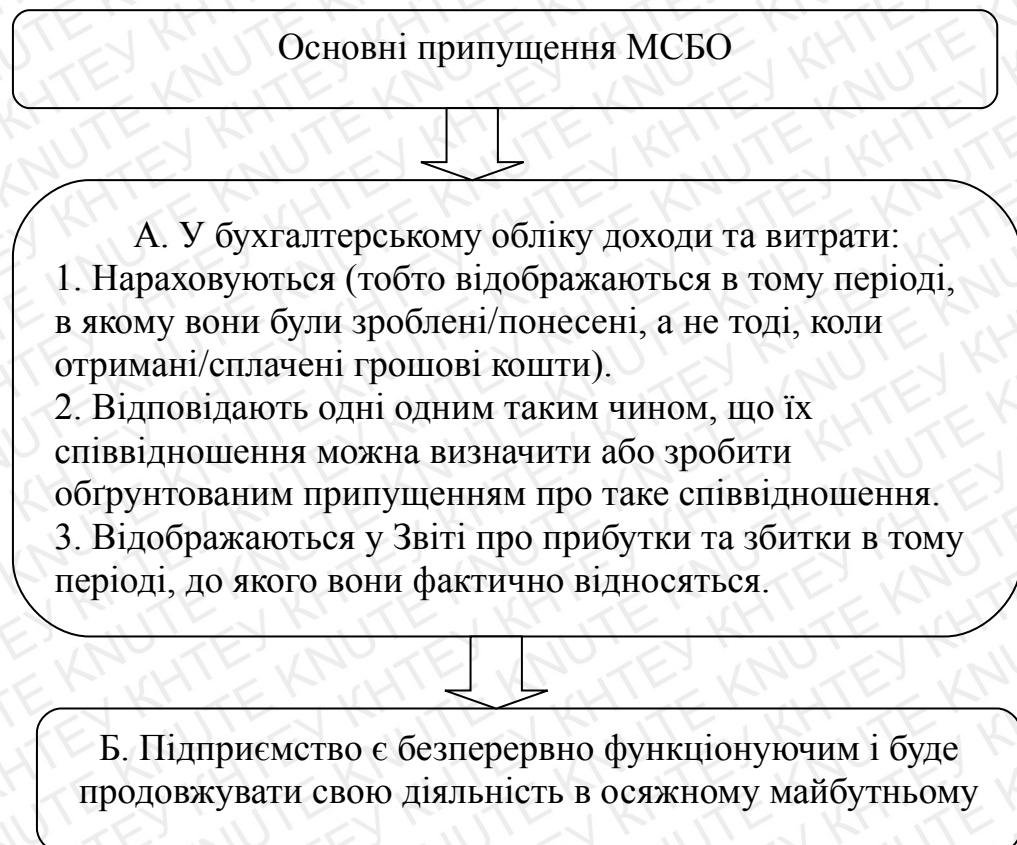 Основні припущення МСБО
А. У бухгалтерському обліку доходи та витрати:
1. Нараховуються (тобто відображаються в тому періоді,
в якому вони були зроблені/понесені, а не тоді, коли
отримані/сплачені грошові кошти).
2. Відповідають одні одним таким чином, що їх
співвідношення можна визначити або зробити
обґрунтованим припущенням про таке співвідношення.
3. Відображаються у Звіті про прибутки та збитки в тому
періоді, до якого вони фактично відносяться.
Б. Підприємство є безперервно функціонуючим і буде
продовжувати свою діяльність в осяжному майбутньому